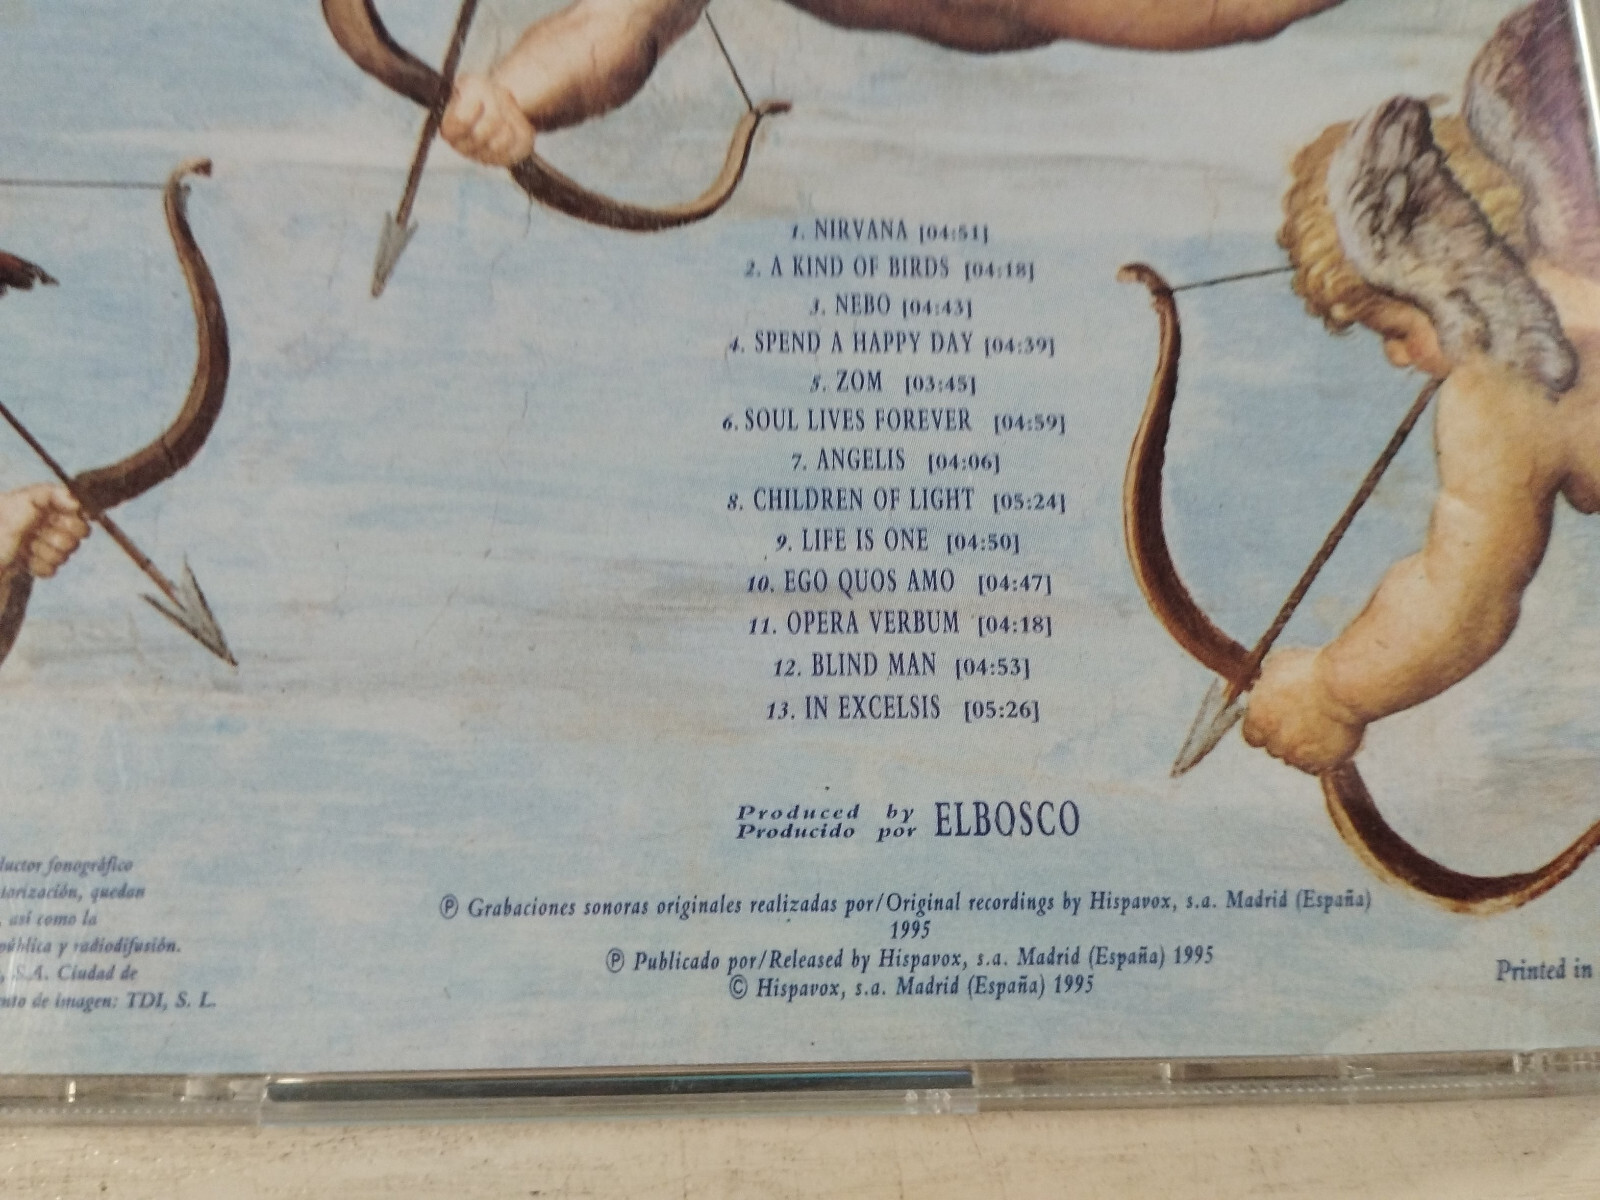 1. NIRVANA [04:51]
2. A KIND OF BIRDS [04:18]
3. NEBO [04:43]
4. SPEND A HAPPY DAY [04:39]
5. ZOM [03:45]
6. SOUL LIVES FOREVER [04:59]
7. ANGELIS [04:06]
8. CHILDREN OF LIGHT [05:24]
9. LIFE IS ONE [04:50]
10. EGO QUOS AMO [04:47]
11. OPERA VERBUM [04:18]
12. BLIND MAN [04:53]
13. IN EXCELSIS [05:26]
Produced by
Producido por ELBOSCO
ductor fonográfico
torización, quedan
, así como la
pública y radiodifusión.
, S.A. Ciudad de
nto de imagen: TDI, S. L.
Ⓟ Grabaciones sonoras originales realizadas por/Original recordings by Hispavox, s.a. Madrid (España)
1995
Ⓟ Publicado por/Released by Hispavox, s.a. Madrid (España) 1995
© Hispavox, s.a. Madrid (España) 1995
Printed in